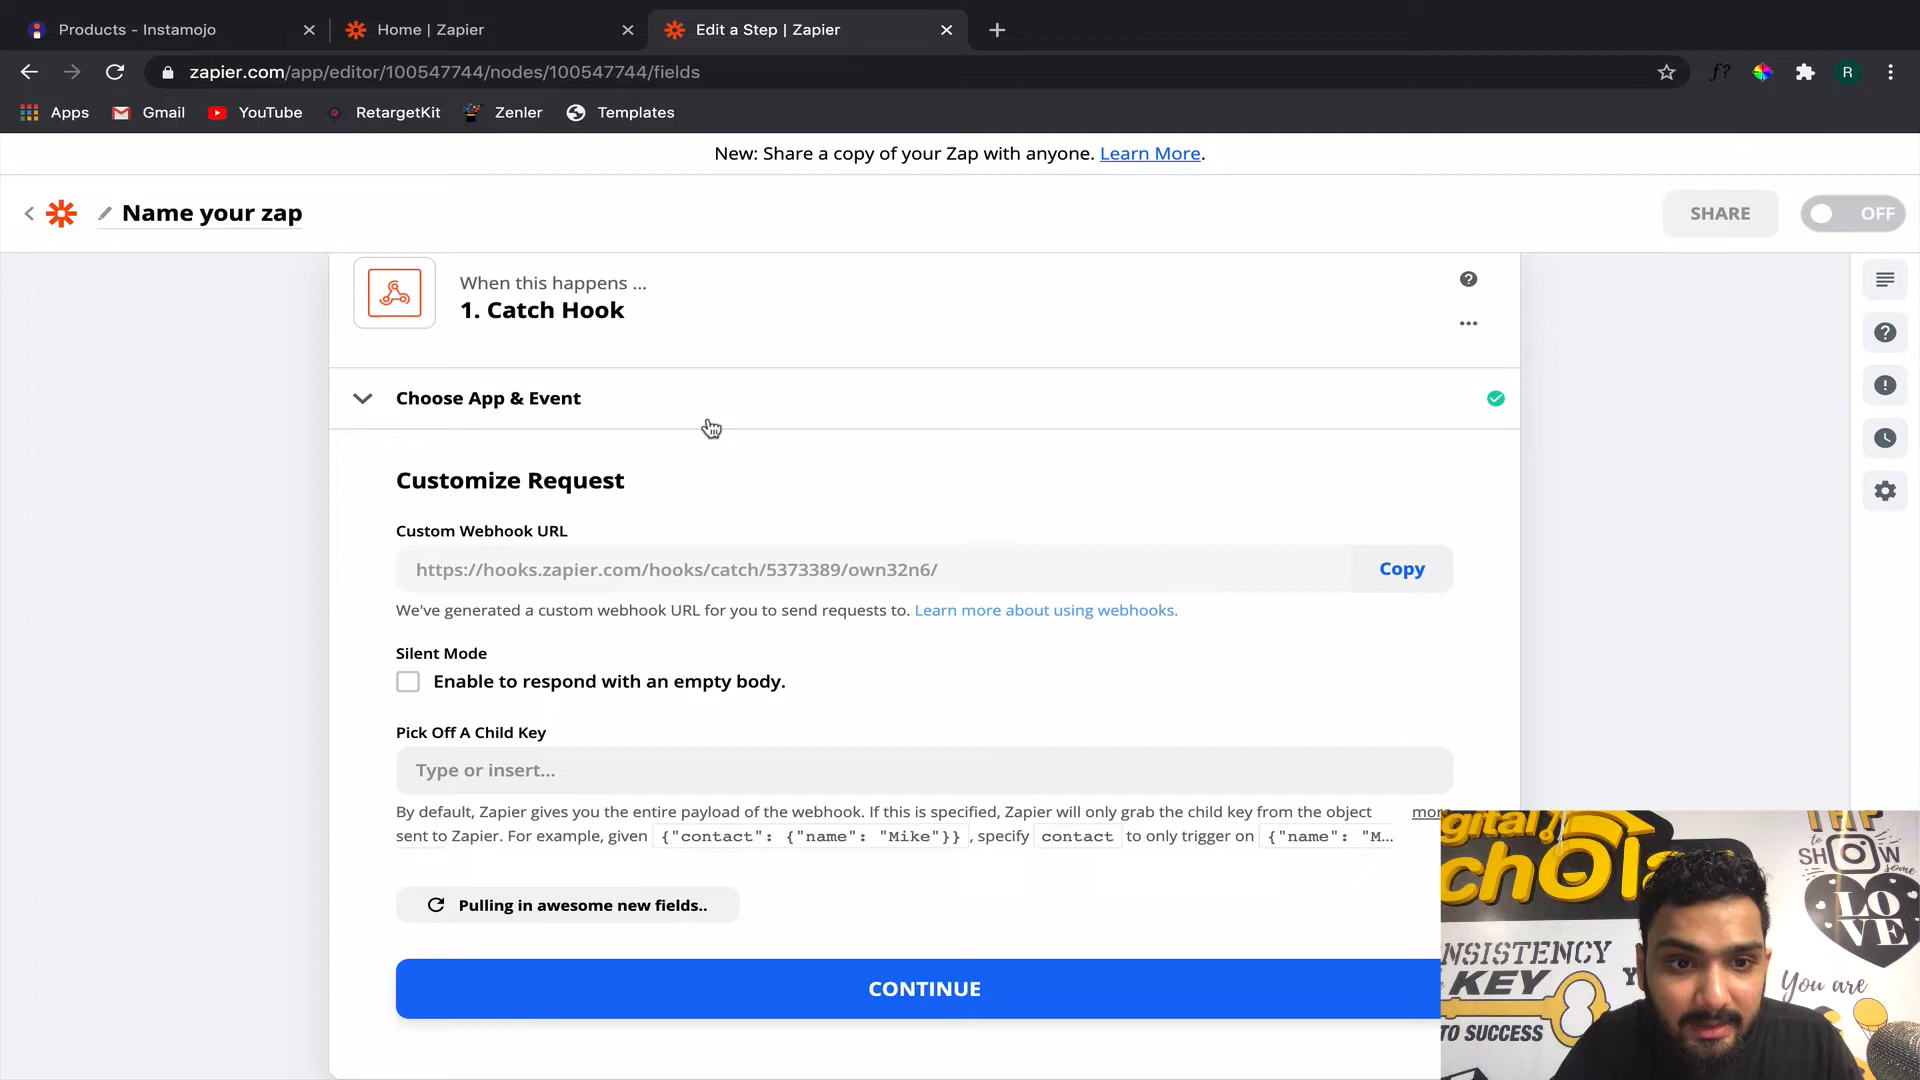 Products - Instamojo
Home | Zapier
Edit a Step | Zapier
zapier.com/app/editor/100547744/nodes/100547744/fields
f?
R
Apps
Gmail
YouTube
RetargetKit
Zenler
Templates
New: Share a copy of your Zap with anyone. Learn More.
Name your zap
SHARE
OFF
When this happens ...
1. Catch Hook
Choose App & Event
Customize Request
Custom Webhook URL
https://hooks.zapier.com/hooks/catch/5373389/own32n6/
Copy
We've generated a custom webhook URL for you to send requests to. Learn more about using webhooks.
Silent Mode
Enable to respond with an empty body.
Pick Off A Child Key
Type or insert...
By default, Zapier gives you the entire payload of the webhook. If this is specified, Zapier will only grab the child key from the object
sent to Zapier. For example, given {"contact": {"name": "Mike"}}, specify contact to only trigger on {"name": "M...
more
Pulling in awesome new fields..
CONTINUE
to
SHOW
some
LOVE
NSISTENCY
KEY
TO SUCCESS
You are